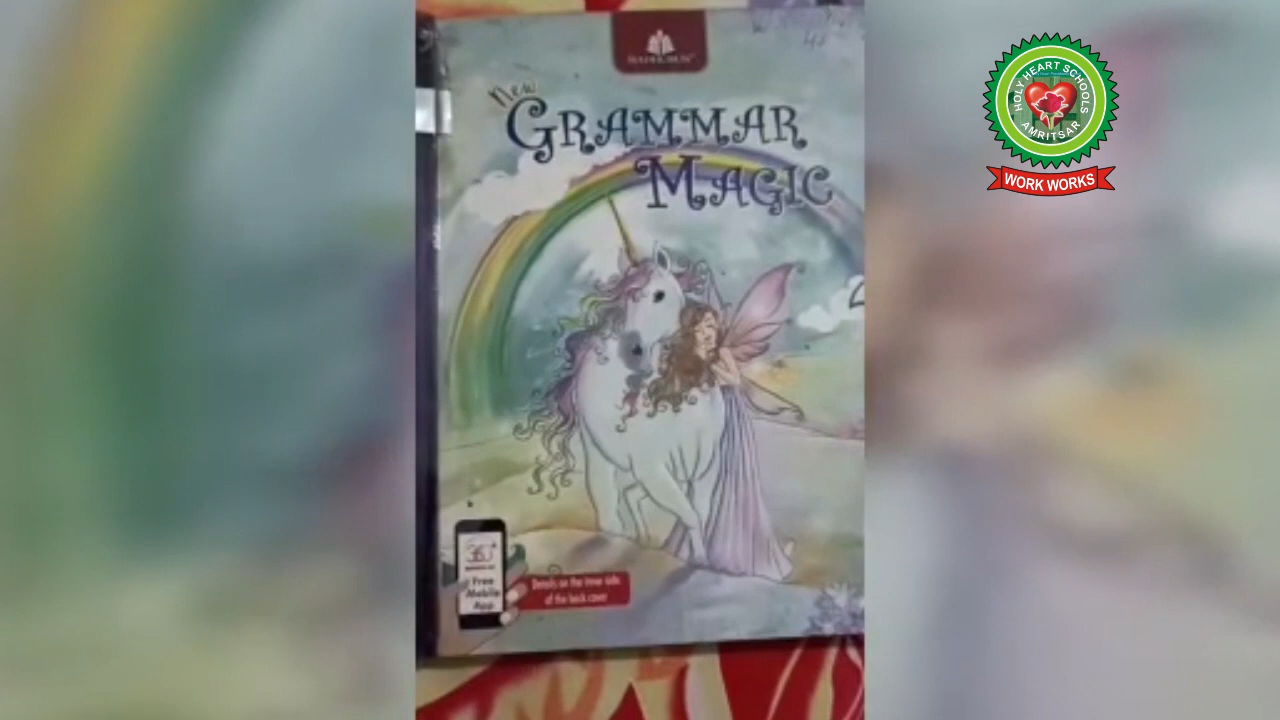 New
GRAMMAR
MAGIC
360
Free
Mobile
App
Details on the inner side
of the back cover
HOLY HEART SCHOOLS
AMRITSAR
WORK WORKS